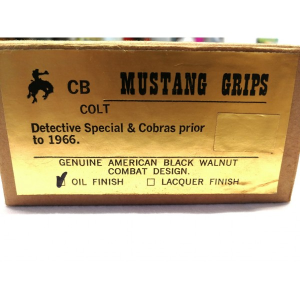 CB MUSTANG GRIPS
COLT
Detective Special & Cobras prior
to 1966.
GENUINE AMERICAN BLACK WALNUT
COMBAT DESIGN.
☑ OIL FINISH ☐ LACQUER FINISH